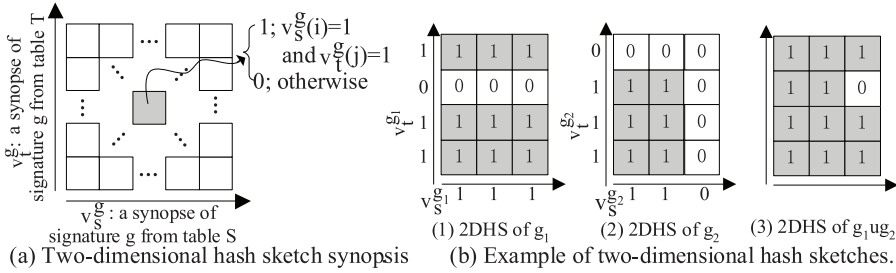 v_t^g: a synopse of
signature g from table T
...
1; v_s^g(i)=1
and v_t^g(j)=1
0; otherwise
...
v_s^g: a synopse of
signature g from table S
(a) Two-dimensional hash sketch synopsis
v_t^g1
1 1 1 1
0 0 0 0
1 1 1 1
1 1 1 1
v_s^g1 1 1 1
(1) 2DHS of g1
v_t^g2
0 0 0 0
1 1 1 0
1 1 1 0
1 1 1 0
v_s^g2 1 1 0
(2) 2DHS of g2
1 1 1
1 1 0
1 1 1
1 1 1
(3) 2DHS of g1ug2
(b) Example of two-dimensional hash sketches.